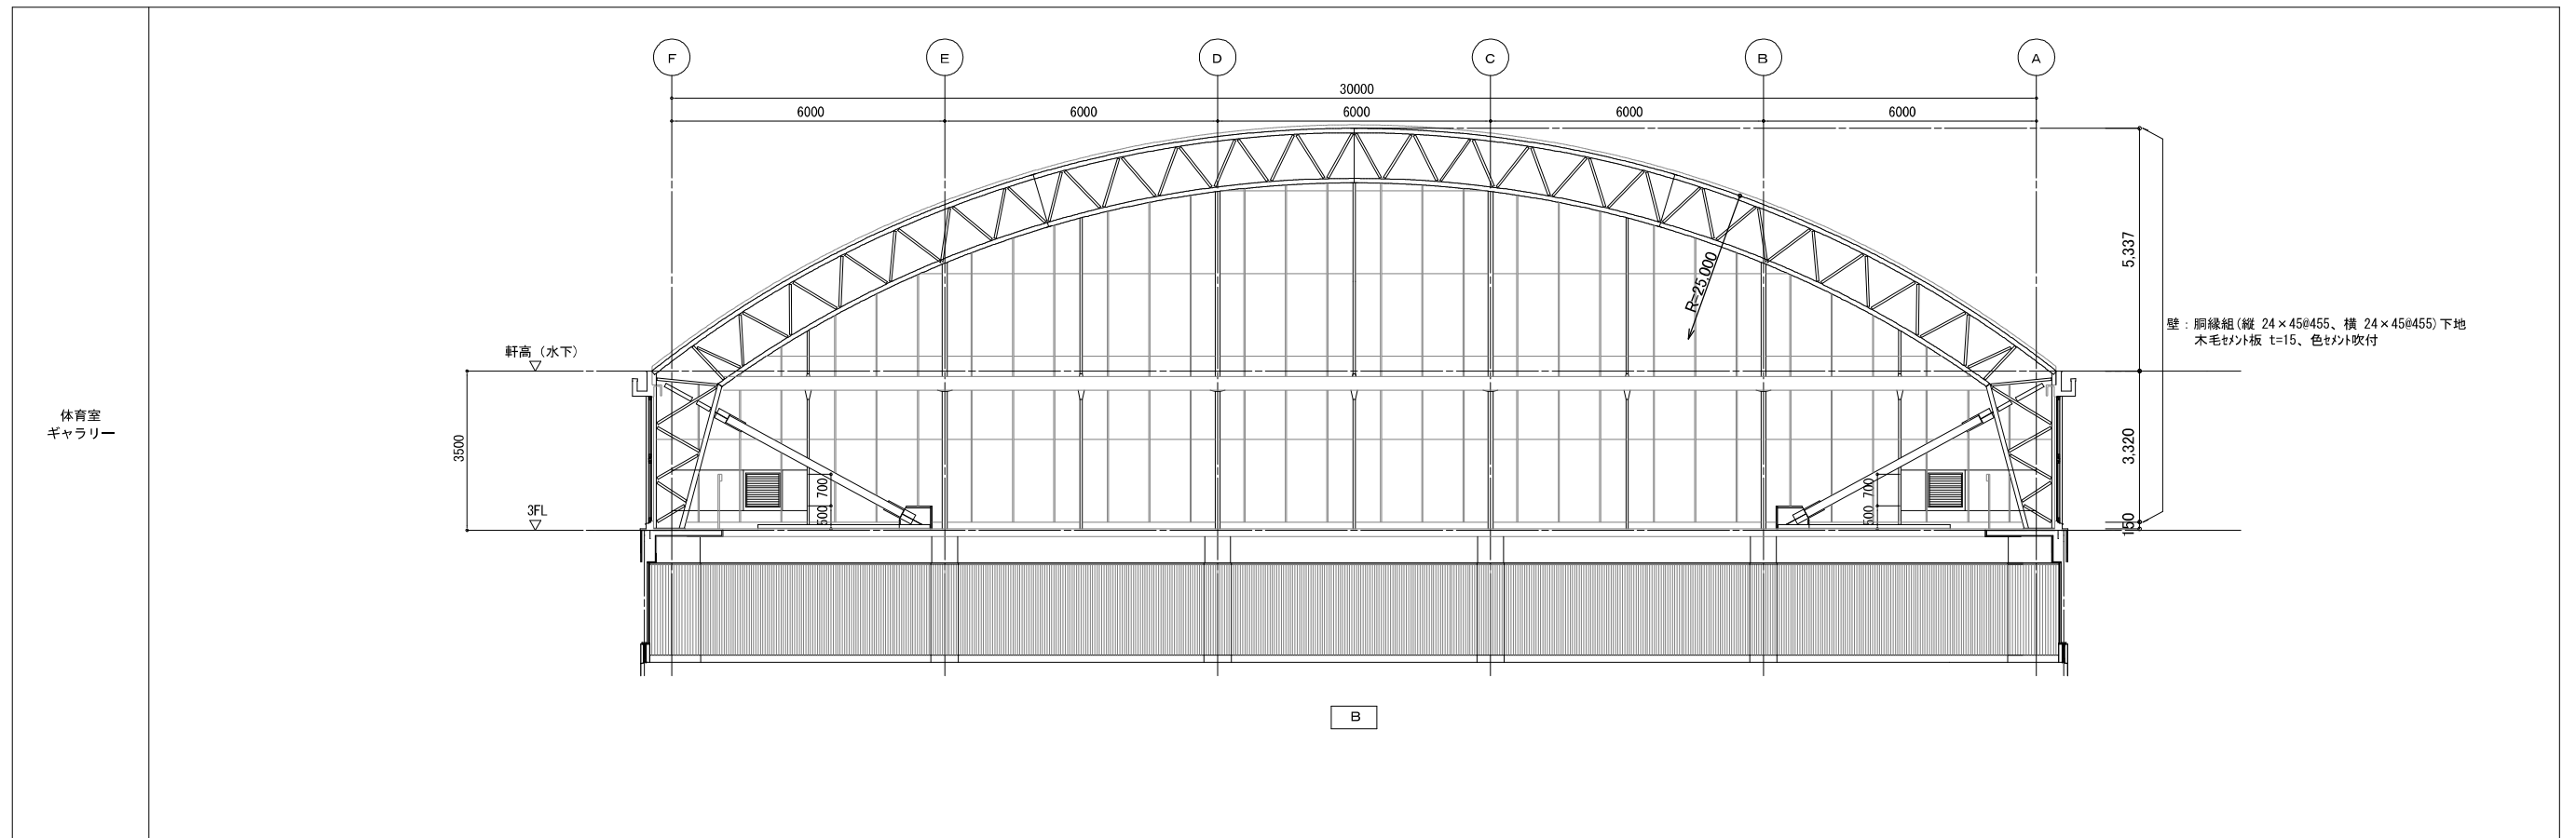 F
E
D
C
B
A
30000
6000
6000
6000
6000
6000
5,337
R=25,000
壁：胴縁組(縦 24×45@455、横 24×45@455)下地
木毛ｾﾒﾝﾄ板 t=15、色ｾﾒﾝﾄ吹付
軒高（水下）
体育室
ギャラリー
3500
3,320
700
500
700
500
3FL
150
B